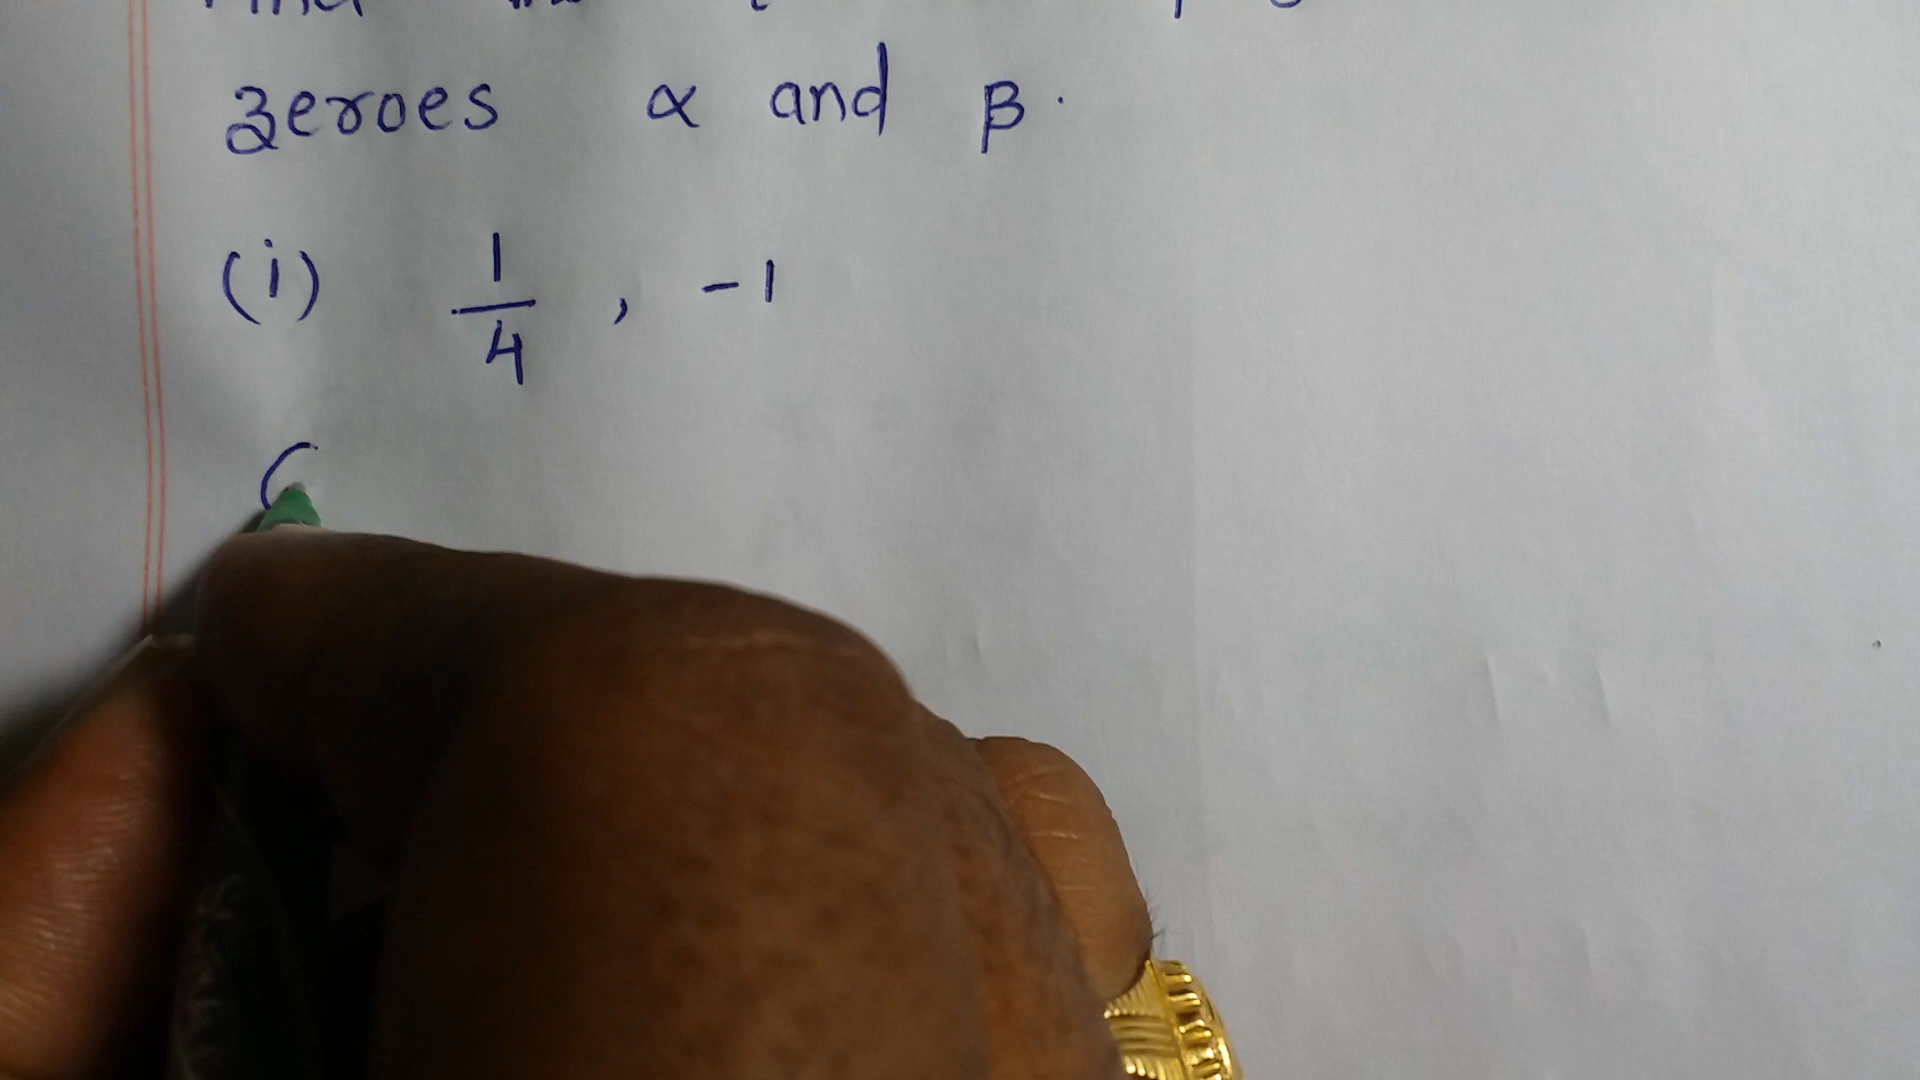 zeroes α and β.
(i) 1/4, -1
(